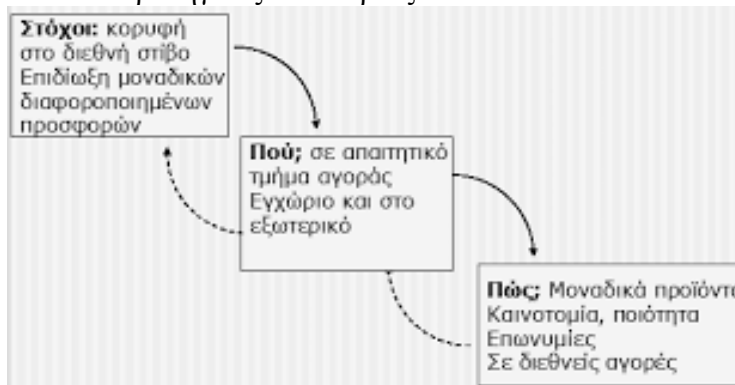 Στόχοι: κορυφή
στο διεθνή στίβο
Επιδίωξη μοναδικών
διαφοροποιημένων
προσφορών
Πού; σε απαιτητικό
τμήμα αγοράς
Εγχώριο και στο
εξωτερικό
Πώς; Μοναδικά προϊόντα
Καινοτομία, ποιότητα
Επωνυμίες
Σε διεθνείς αγορές